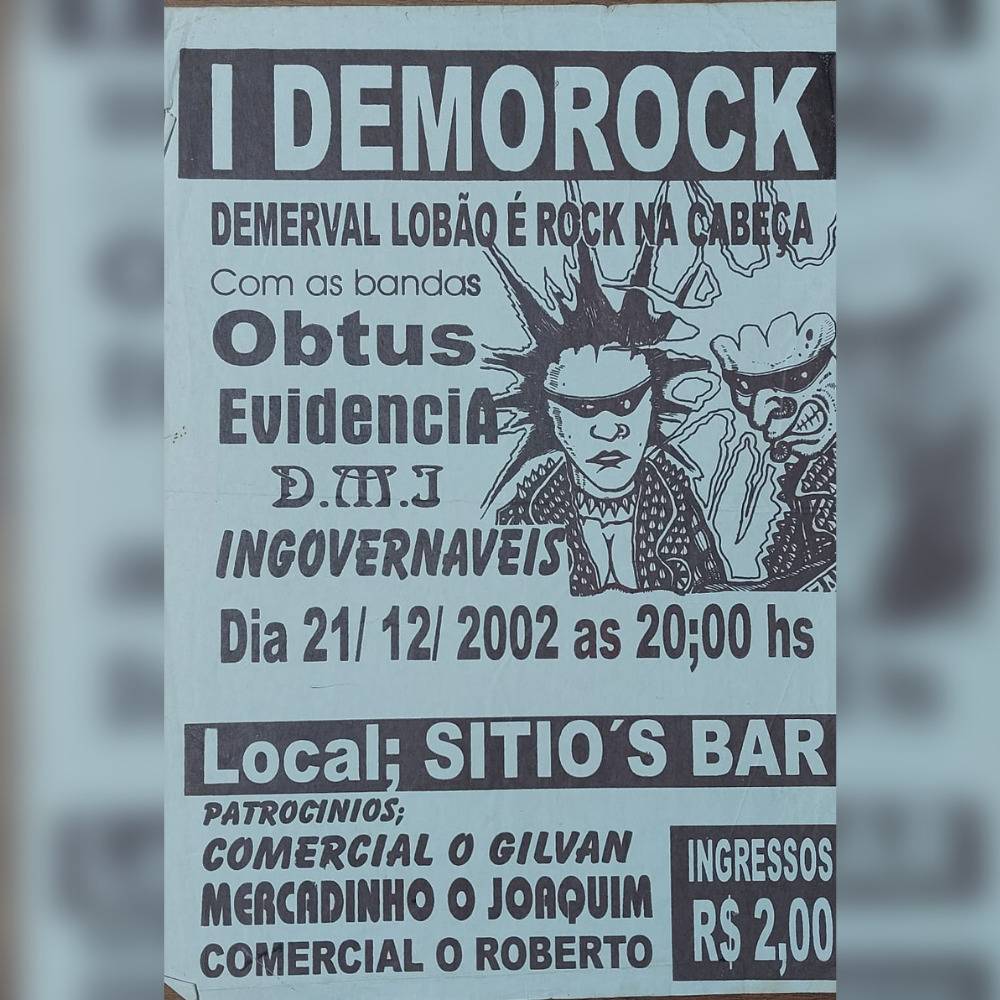 I DEMOROCK
DEMERVAL LOBÃO É ROCK NA CABEÇA
Com as bandas
Obtus
EvidenciA
D.M.J
INGOVERNAVEIS
Dia 21/ 12/ 2002 as 20;00 hs
Local; SITIO´S BAR
PATROCINIOS;
COMERCIAL O GILVAN
MERCADINHO O JOAQUIM
COMERCIAL O ROBERTO
INGRESSOS
R$ 2,00